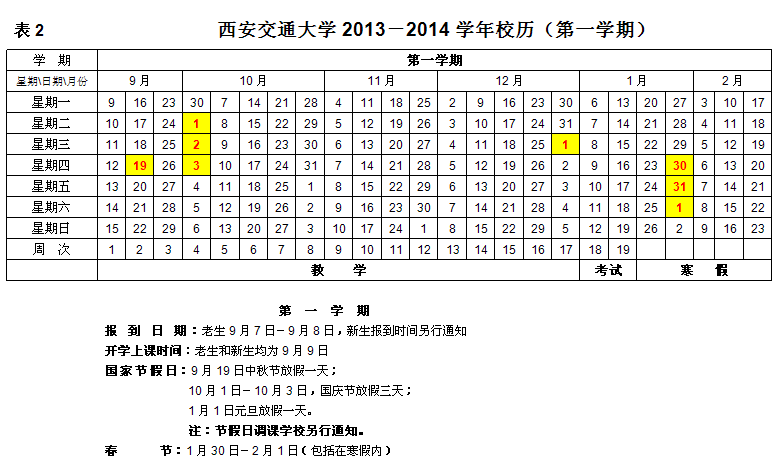 表2 西安交通大学2013－2014学年校历（第一学期）
学 期 第一学期
星期\日期\月份 9月 10月 11月 12月 1月 2月
星期一 9 16 23 30 7 14 21 28 4 11 18 25 2 9 16 23 30 6 13 20 27 3 10 17
星期二 10 17 24 1 8 15 22 29 5 12 19 26 3 10 17 24 31 7 14 21 28 4 11 18
星期三 11 18 25 2 9 16 23 30 6 13 20 27 4 11 18 25 1 8 15 22 29 5 12 19
星期四 12 19 26 3 10 17 24 31 7 14 21 28 5 12 19 26 2 9 16 23 30 6 13 20
星期五 13 20 27 4 11 18 25 1 8 15 22 29 6 13 20 27 3 10 17 24 31 7 14 21
星期六 14 21 28 5 12 19 26 2 9 16 23 30 7 14 21 28 4 11 18 25 1 8 15 22
星期日 15 22 29 6 13 20 27 3 10 17 24 1 8 15 22 29 5 12 19 26 2 9 16 23
周 次 1 2 3 4 5 6 7 8 9 10 11 12 13 14 15 16 17 18 19
教 学 考试 寒 假
第 一 学 期
报 到 日 期：老生9月7日－9月8日，新生报到时间另行通知
开学上课时间：老生和新生均为9月9日
国家节假日：9月19日中秋节放假一天；
10月1日－10月3日，国庆节放假三天；
1月1日元旦放假一天。
注：节假日调课学校另行通知。
春 节：1月30日－2月1日（包括在寒假内）